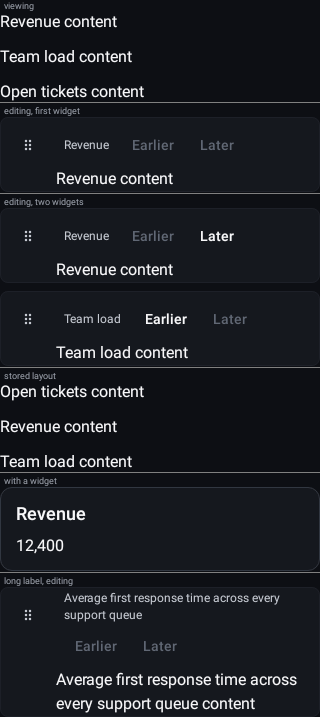 viewing
Revenue content
Team load content
Open tickets content
editing, first widget
Revenue Earlier Later
Revenue content
editing, two widgets
Revenue Earlier Later
Revenue content
Team load Earlier Later
Team load content
stored layout
Open tickets content
Revenue content
Team load content
with a widget
Revenue
12,400
long label, editing
Average first response time across every
support queue
Earlier Later
Average first response time across
every support queue content